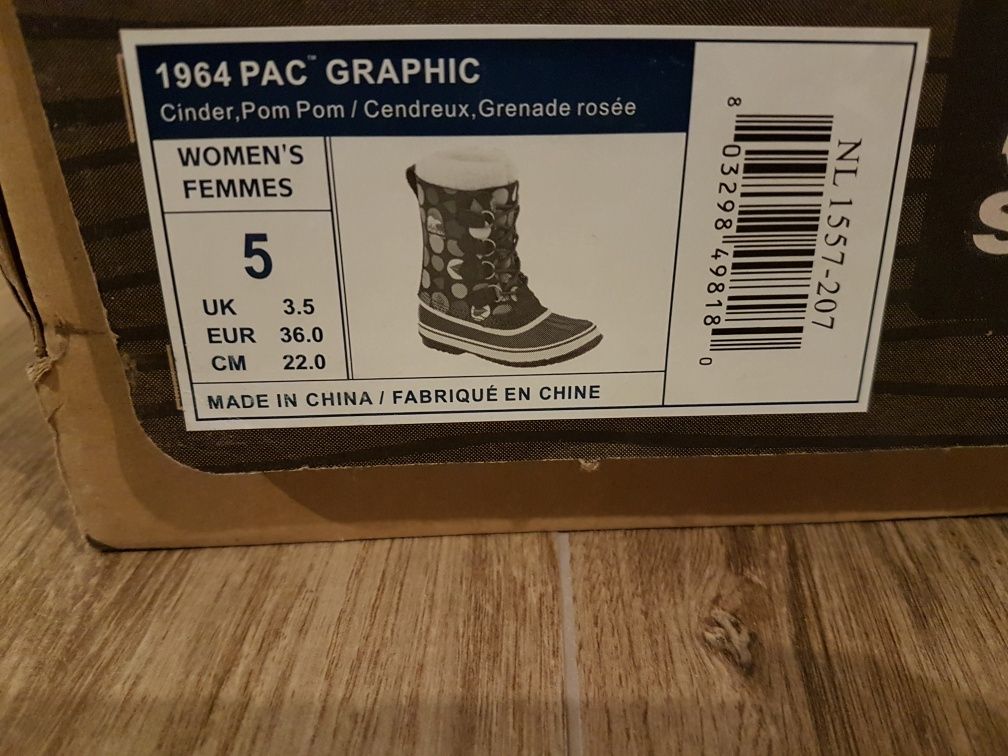 1964 PAC™ GRAPHIC
Cinder,Pom Pom / Cendreux,Grenade rosée
WOMEN'S
FEMMES
5
UK 3.5
EUR 36.0
CM 22.0
MADE IN CHINA / FABRIQUÉ EN CHINE
8 03298 49818 0
NL 1557-207
S